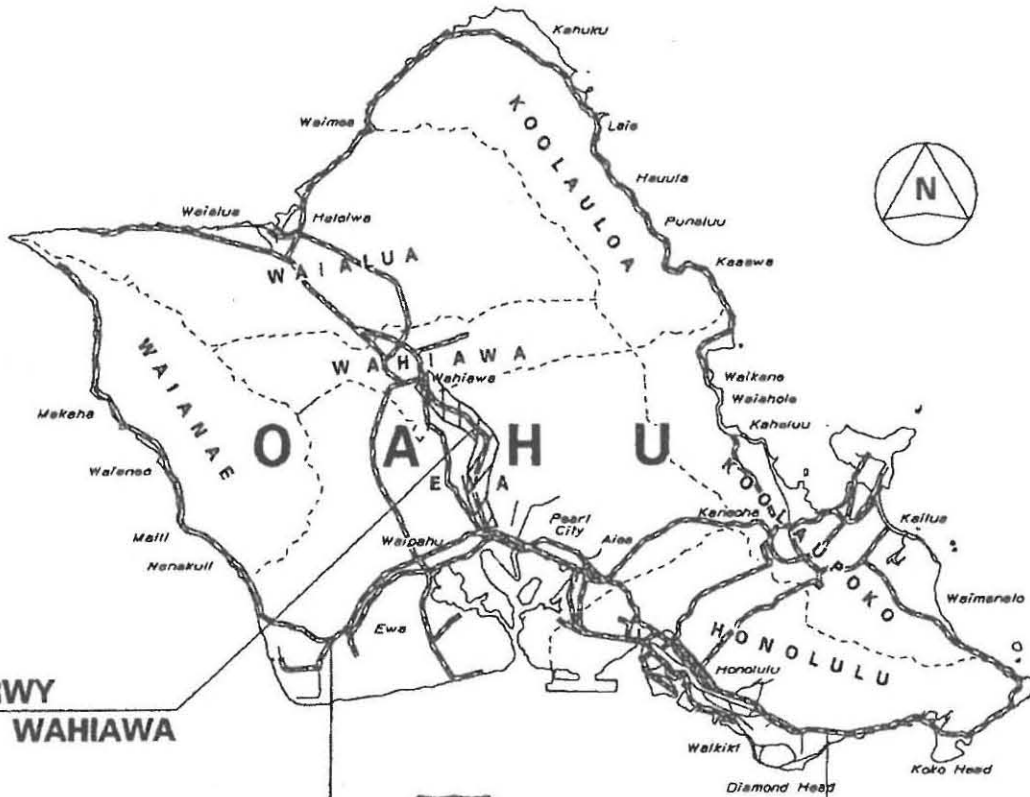 Kahuku
KOOLAULOA
Waimea
Laie
N
Hauula
Waialua
Haleiwa
Punaluu
WAIALUA
Kaaawa
WAIANAE
WAHIAWA
Wahiawa
Waikane
Waiahole
Makaha
Kahaluu
OAHU
Waianae
EWA
KOOLAUPOKO
Kaneohe
Kailua
Pearl
City
Maili
Waipahu
Aiea
Nanakuli
Waimanalo
Ewa
HONOLULU
Honolulu
RWY
WAHIAWA
Waikiki
Koko Head
Diamond Head